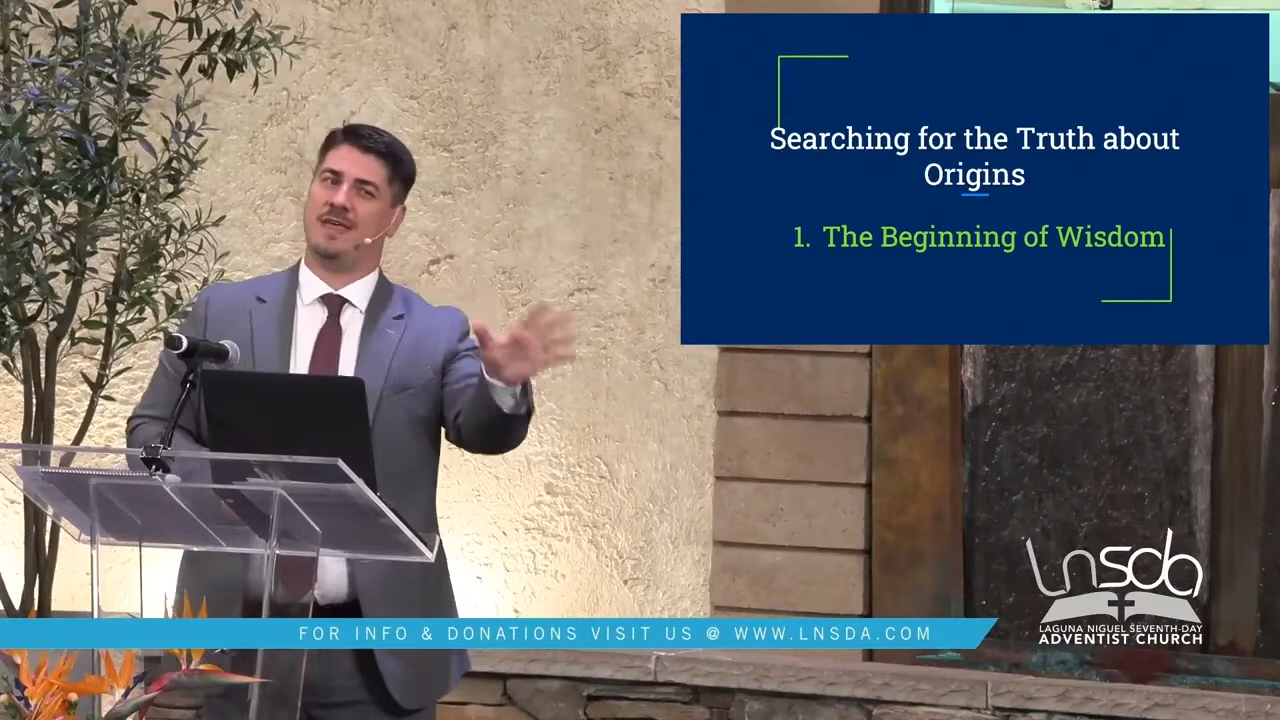 Searching for the Truth about
Origins
1. The Beginning of Wisdom
lnsda
LAGUNA NIGUEL SEVENTH-DAY
ADVENTIST CHURCH
FOR INFO & DONATIONS VISIT US @ WWW.LNSDA.COM